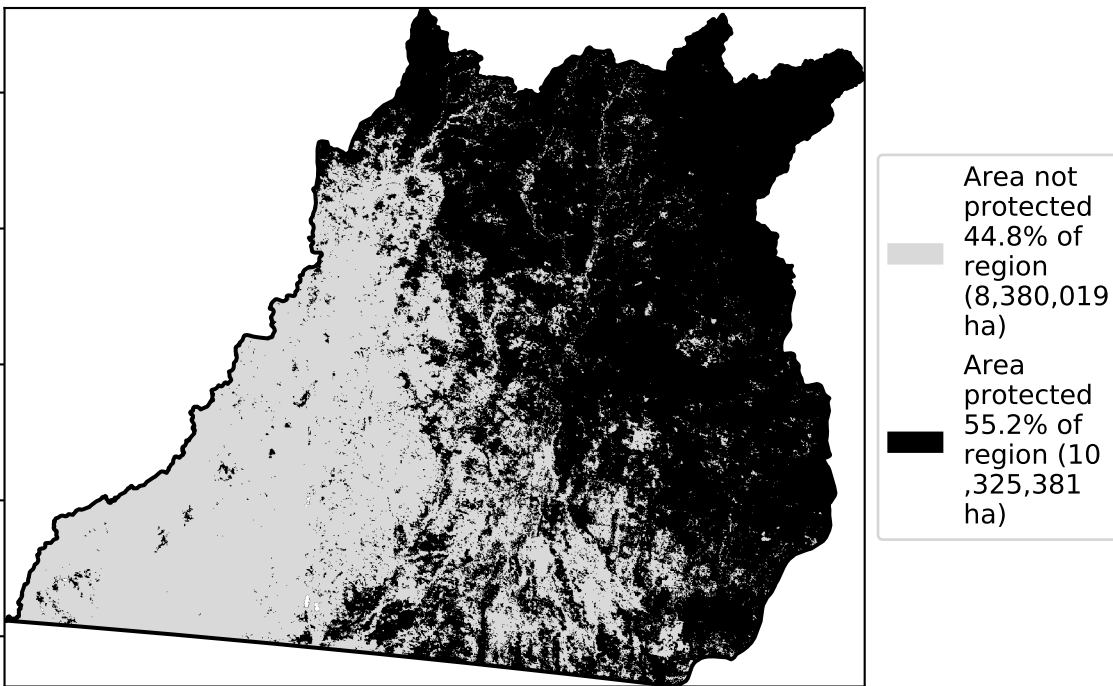 Area not
protected
44.8% of
region
(8,380,019
ha)
Area
protected
55.2% of
region (10
,325,381
ha)